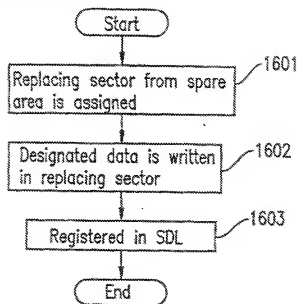 Start
1601
Replacing sector from spare
area is assigned
1602
Designated data is written
in replacing sector
1603
Registered in SDL
End